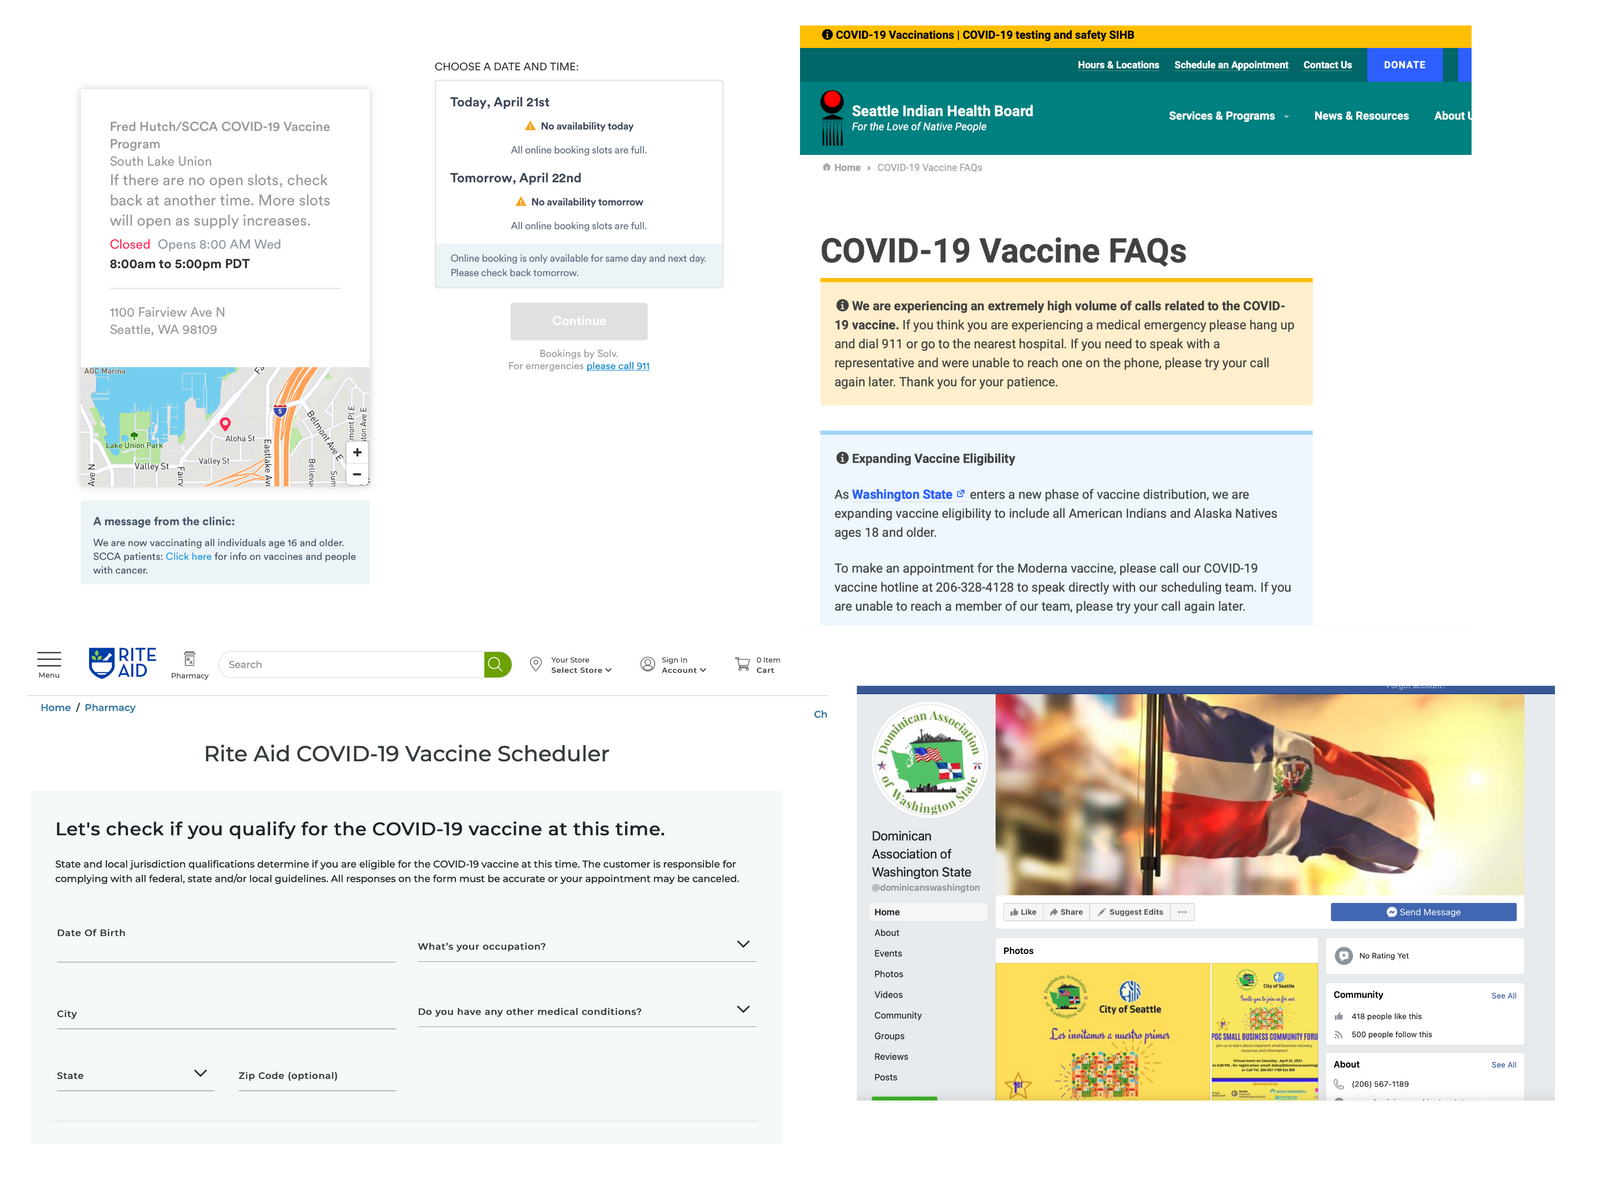 Fred Hutch/SCCA COVID-19 Vaccine
Program
South Lake Union
If there are no open slots, check
back at another time. More slots
will open as supply increases.
Closed Opens 8:00 AM Wed
8:00am to 5:00pm PDT
1100 Fairview Ave N
Seattle, WA 98109
AGC Marina
Lake Union Park
Aloha St
Valley St
Valley St
Ave N
Fairv
Eastlake Av
Bellevue
Belmont Ave E
Sum
mont Pl E
ton Ave E
+
−
A message from the clinic:
We are now vaccinating all individuals age 16 and older.
SCCA patients: Click here for info on vaccines and people
with cancer.
CHOOSE A DATE AND TIME:
Today, April 21st
No availability today
All online booking slots are full.
Tomorrow, April 22nd
No availability tomorrow
All online booking slots are full.
Online booking is only available for same day and next day.
Please check back tomorrow.
Continue
Bookings by Solv.
For emergencies please call 911
COVID-19 Vaccinations | COVID-19 testing and safety SIHB
Hours & Locations Schedule an Appointment Contact Us DONATE
Seattle Indian Health Board
For the Love of Native People
Services & Programs News & Resources About U
Home › COVID-19 Vaccine FAQs
COVID-19 Vaccine FAQs
We are experiencing an extremely high volume of calls related to the COVID-
19 vaccine. If you think you are experiencing a medical emergency please hang up
and dial 911 or go to the nearest hospital. If you need to speak with a
representative and were unable to reach one on the phone, please try your call
again later. Thank you for your patience.
Expanding Vaccine Eligibility
As Washington State enters a new phase of vaccine distribution, we are
expanding vaccine eligibility to include all American Indians and Alaska Natives
ages 18 and older.
To make an appointment for the Moderna vaccine, please call our COVID-19
vaccine hotline at 206-328-4128 to speak directly with our scheduling team. If you
are unable to reach a member of our team, please try your call again later.
Menu
RITE
AID
Pharmacy
Search
Your Store
Select Store
Sign In
Account
0 Item
Cart
Home / Pharmacy
Ch
Rite Aid COVID-19 Vaccine Scheduler
Let's check if you qualify for the COVID-19 vaccine at this time.
State and local jurisdiction qualifications determine if you are eligible for the COVID-19 vaccine at this time. The customer is responsible for
complying with all federal, state and/or local guidelines. All responses on the form must be accurate or your appointment may be canceled.
Date Of Birth
What's your occupation?
City
Do you have any other medical conditions?
State
Zip Code (optional)
Forgot account?
Dominican Association
of Washington State
Dominican
Association of
Washington State
@dominicanswashington
Home
About
Events
Photos
Videos
Community
Groups
Reviews
Posts
Like Share Suggest Edits ...
Send Message
Photos
City of Seattle
Les invitamos a nuestro primer
City of Seattle
Invite you to join us for our
POC SMALL BUSINESS COMMUNITY FORU
No Rating Yet
Community See All
418 people like this
500 people follow this
About See All
(206) 567-1189